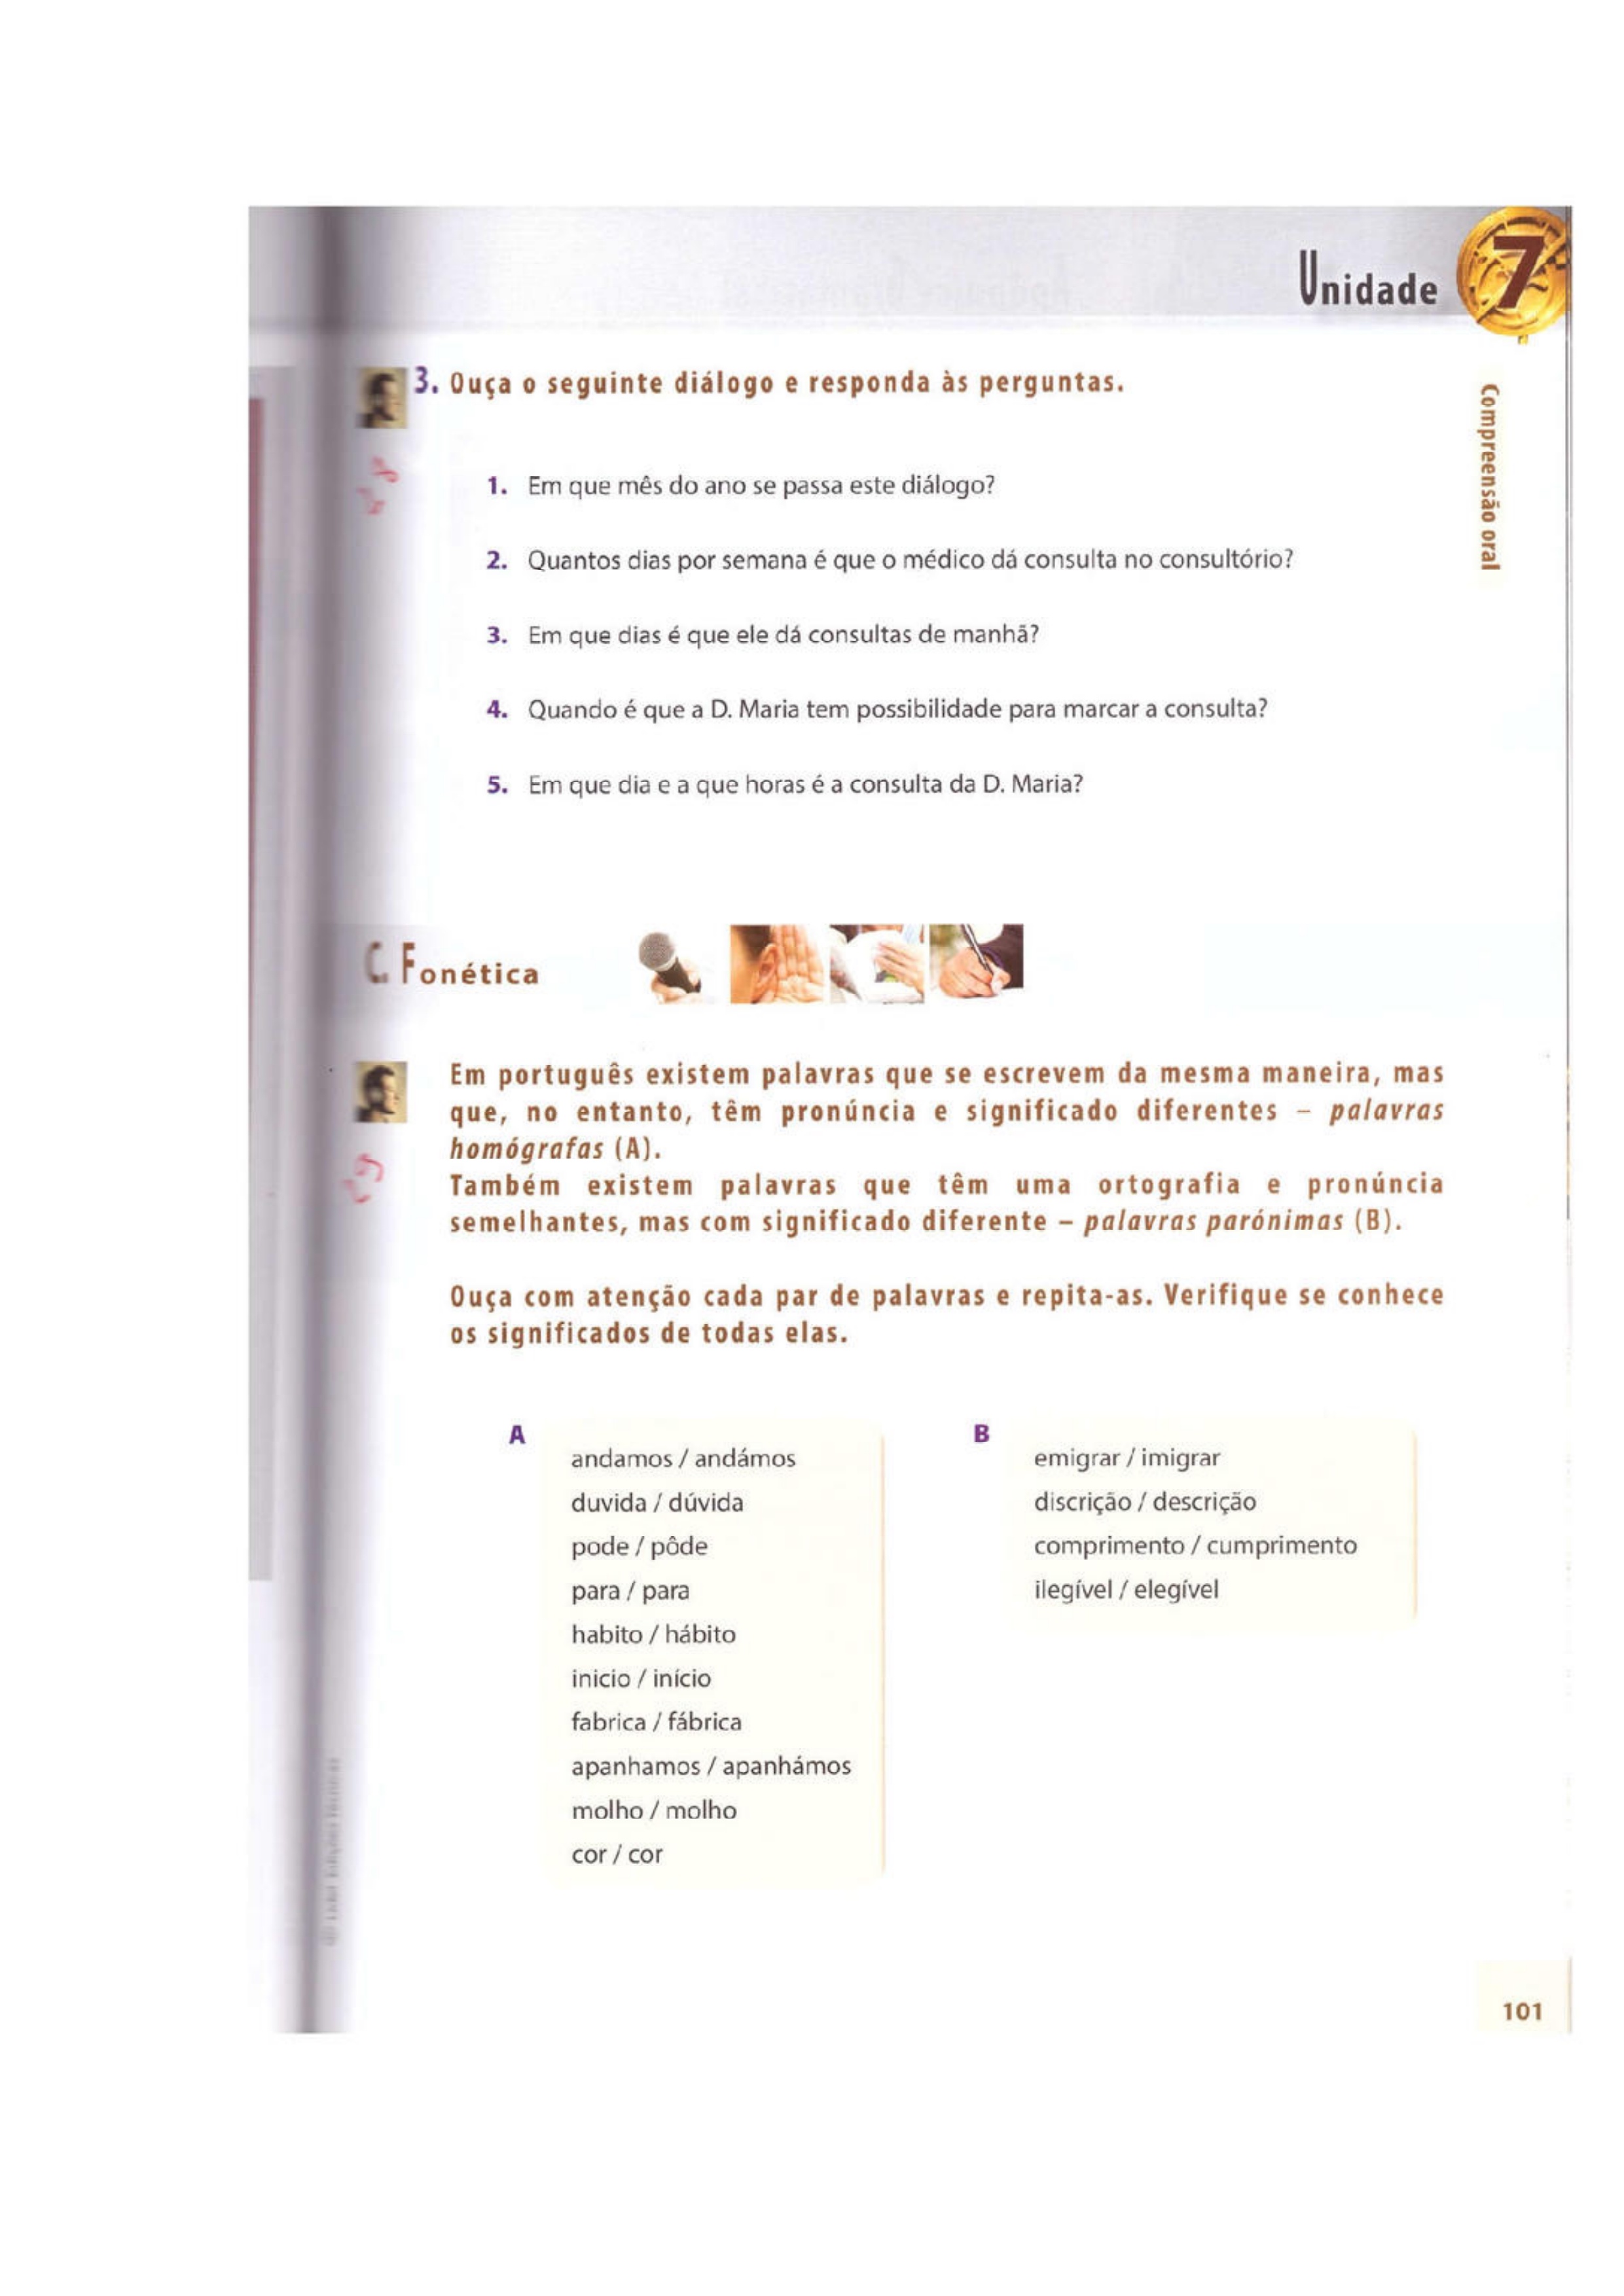 Unidade 7
3. Ouça o seguinte diálogo e responda às perguntas.
Compreensão oral
1. Em que mês do ano se passa este diálogo?
2. Quantos dias por semana é que o médico dá consulta no consultório?
3. Em que dias é que ele dá consultas de manhã?
4. Quando é que a D. Maria tem possibilidade para marcar a consulta?
5. Em que dia e a que horas é a consulta da D. Maria?
C. Fonética
Em português existem palavras que se escrevem da mesma maneira, mas
que, no entanto, têm pronúncia e significado diferentes – palavras
homógrafas (A).
Também existem palavras que têm uma ortografia e pronúncia
semelhantes, mas com significado diferente – palavras parónimas (B).
Ouça com atenção cada par de palavras e repita-as. Verifique se conhece
os significados de todas elas.
A
andamos / andámos
duvida / dúvida
pode / pôde
para / para
habito / hábito
inicio / início
fabrica / fábrica
apanhamos / apanhámos
molho / molho
cor / cor
B
emigrar / imigrar
discrição / descrição
comprimento / cumprimento
ilegível / elegível
101